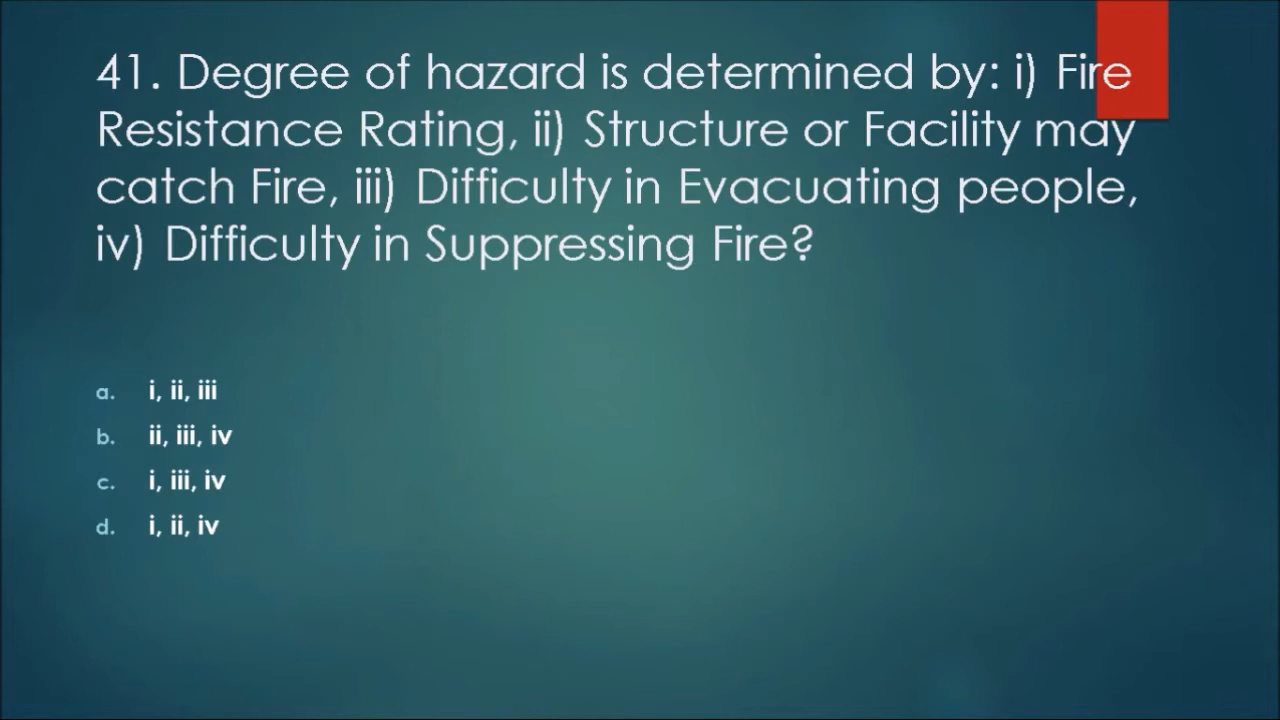 41. Degree of hazard is determined by: i) Fire
Resistance Rating, ii) Structure or Facility may
catch Fire, iii) Difficulty in Evacuating people,
iv) Difficulty in Suppressing Fire?
a. i, ii, iii
b. ii, iii, iv
c. i, iii, iv
d. i, ii, iv